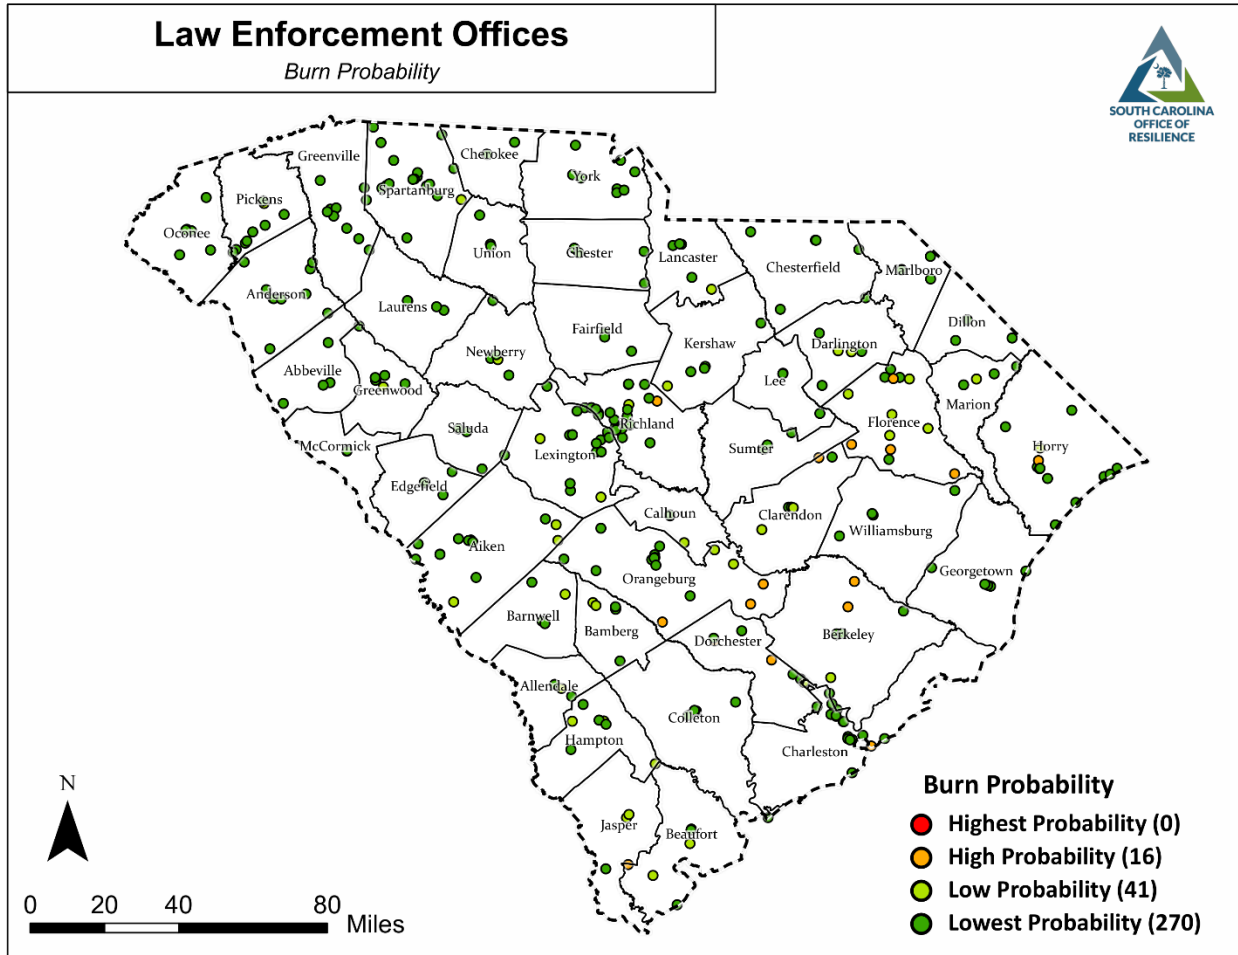 Law Enforcement Offices
Burn Probability
SOUTH CAROLINA
OFFICE OF
RESILIENCE
Greenville
Cherokee
York
Spartanburg
Pickens
Oconee
Union
Chester
Lancaster
Chesterfield
Marlboro
Anderson
Laurens
Fairfield
Kershaw
Darlington
Dillon
Newberry
Abbeville
Greenwood
Lee
Marion
Richland
Florence
Saluda
McCormick
Lexington
Sumter
Horry
Edgefield
Calhoun
Clarendon
Williamsburg
Aiken
Orangeburg
Georgetown
Barnwell
Bamberg
Dorchester
Berkeley
Allendale
Colleton
Hampton
Charleston
Jasper
Beaufort
N
0 20 40 80 Miles
Burn Probability
Highest Probability (0)
High Probability (16)
Low Probability (41)
Lowest Probability (270)